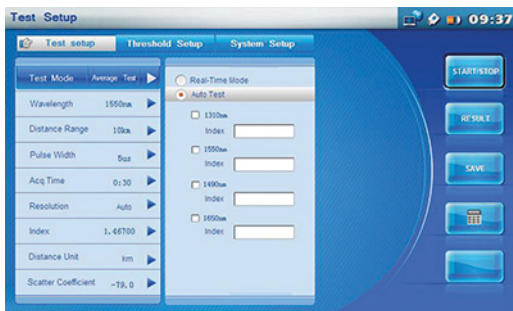 Test Setup
09:37
Test setup Threshold Setup System Setup
Test Mode Average Test
Wavelength 1550nm
Distance Range 10km
Pulse Width 5us
Acq Time 0:30
Resolution Auto
Index 1.46700
Distance Unit km
Scatter Coefficient -79.0
Real-Time Mode
Auto Test
1310nm
Index
1550nm
Index
1490nm
Index
1650nm
Index
START/STOP
RESULT
SAVE